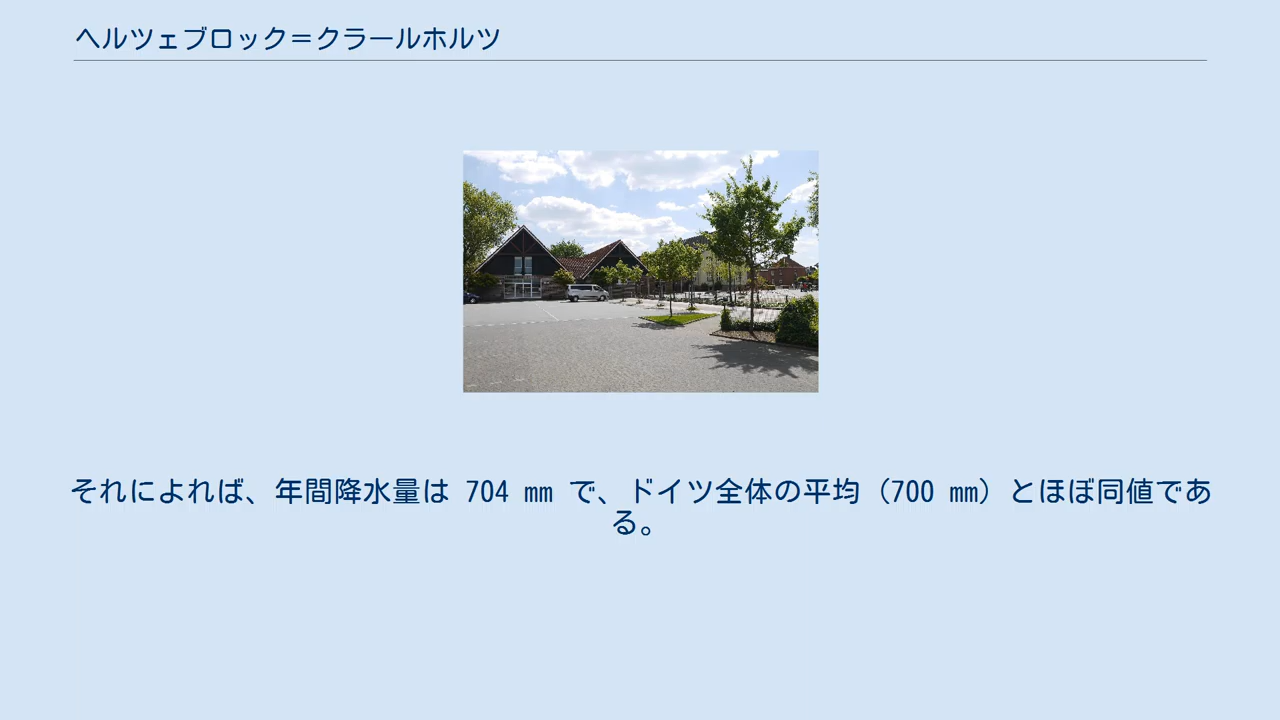 ヘルツェブロック＝クラールホルツ
それによれば、年間降水量は 704 mm で、ドイツ全体の平均（700 mm）とほぼ同値であ
る。